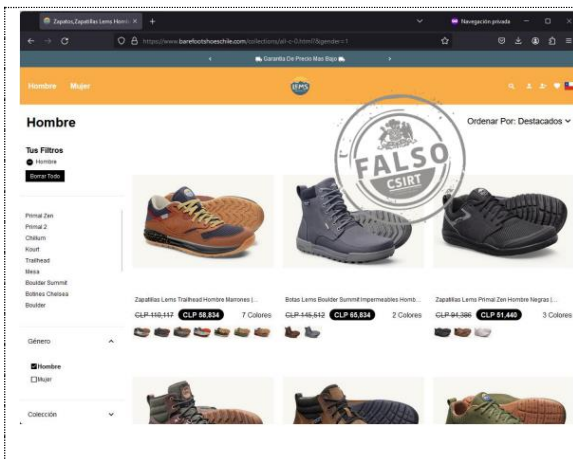 Zapatos,Zapatillas Lems Homb
Navegación privada
https://www.barefootshoeschile.com/collections/all-c-0.html?&gender=1
Garantía De Precio Mas Bajo
Hombre Mujer
LEMS
Hombre
Ordenar Por: Destacados
Tus Filtros
Hombre
Borrar Todo
FALSO
CSIRT
Primal Zen
Primal 2
Chillum
Kourt
Trailhead
Mesa
Boulder Summit
Botines Chelsea
Boulder
Zapatillas Lems Trailhead Hombre Marrones |...
CLP 110,117 CLP 58,834 7 Colores
Botas Lems Boulder Summit Impermeables Homb...
CLP 145,512 CLP 65,834 2 Colores
Zapatillas Lems Primal Zen Hombre Negras |...
CLP 94,386 CLP 51,440 3 Colores
Género
Hombre
Mujer
Colección